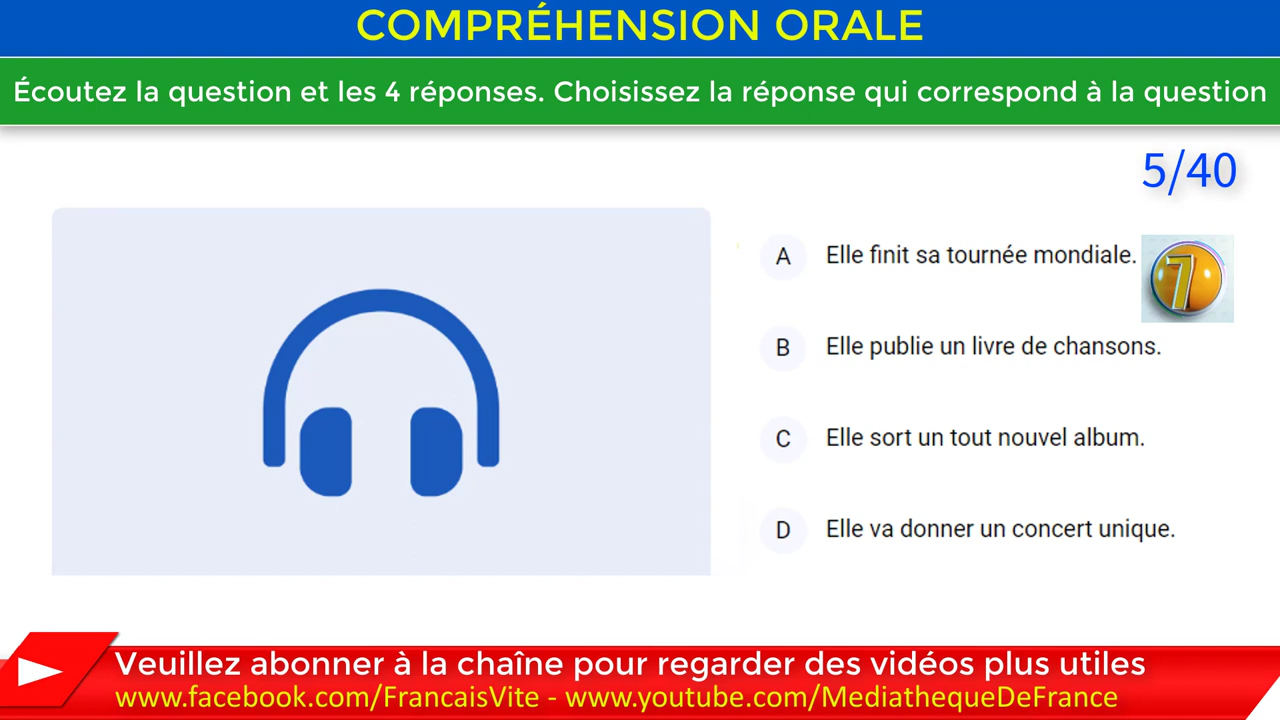 COMPRÉHENSION ORALE
Écoutez la question et les 4 réponses. Choisissez la réponse qui correspond à la question
5/40
A Elle finit sa tournée mondiale.
7
B Elle publie un livre de chansons.
C Elle sort un tout nouvel album.
D Elle va donner un concert unique.
Veuillez abonner à la chaîne pour regarder des vidéos plus utiles
www.facebook.com/FrancaisVite - www.youtube.com/MediathequeDeFrance